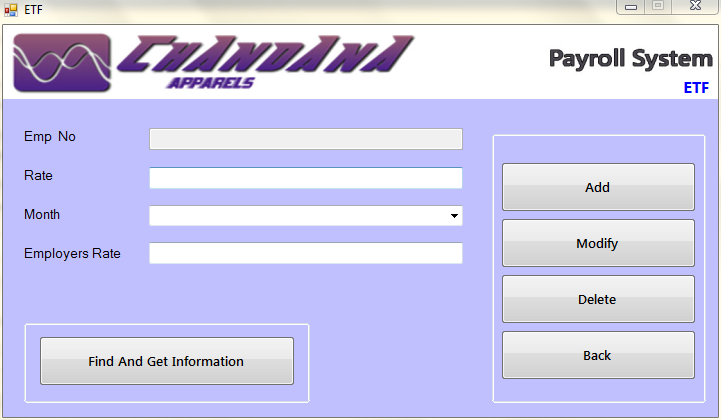 ETF
CHANDANA
APPARELS
Payroll System
ETF
Emp No
Rate
Month
Employers Rate
Add
Modify
Delete
Back
Find And Get Information